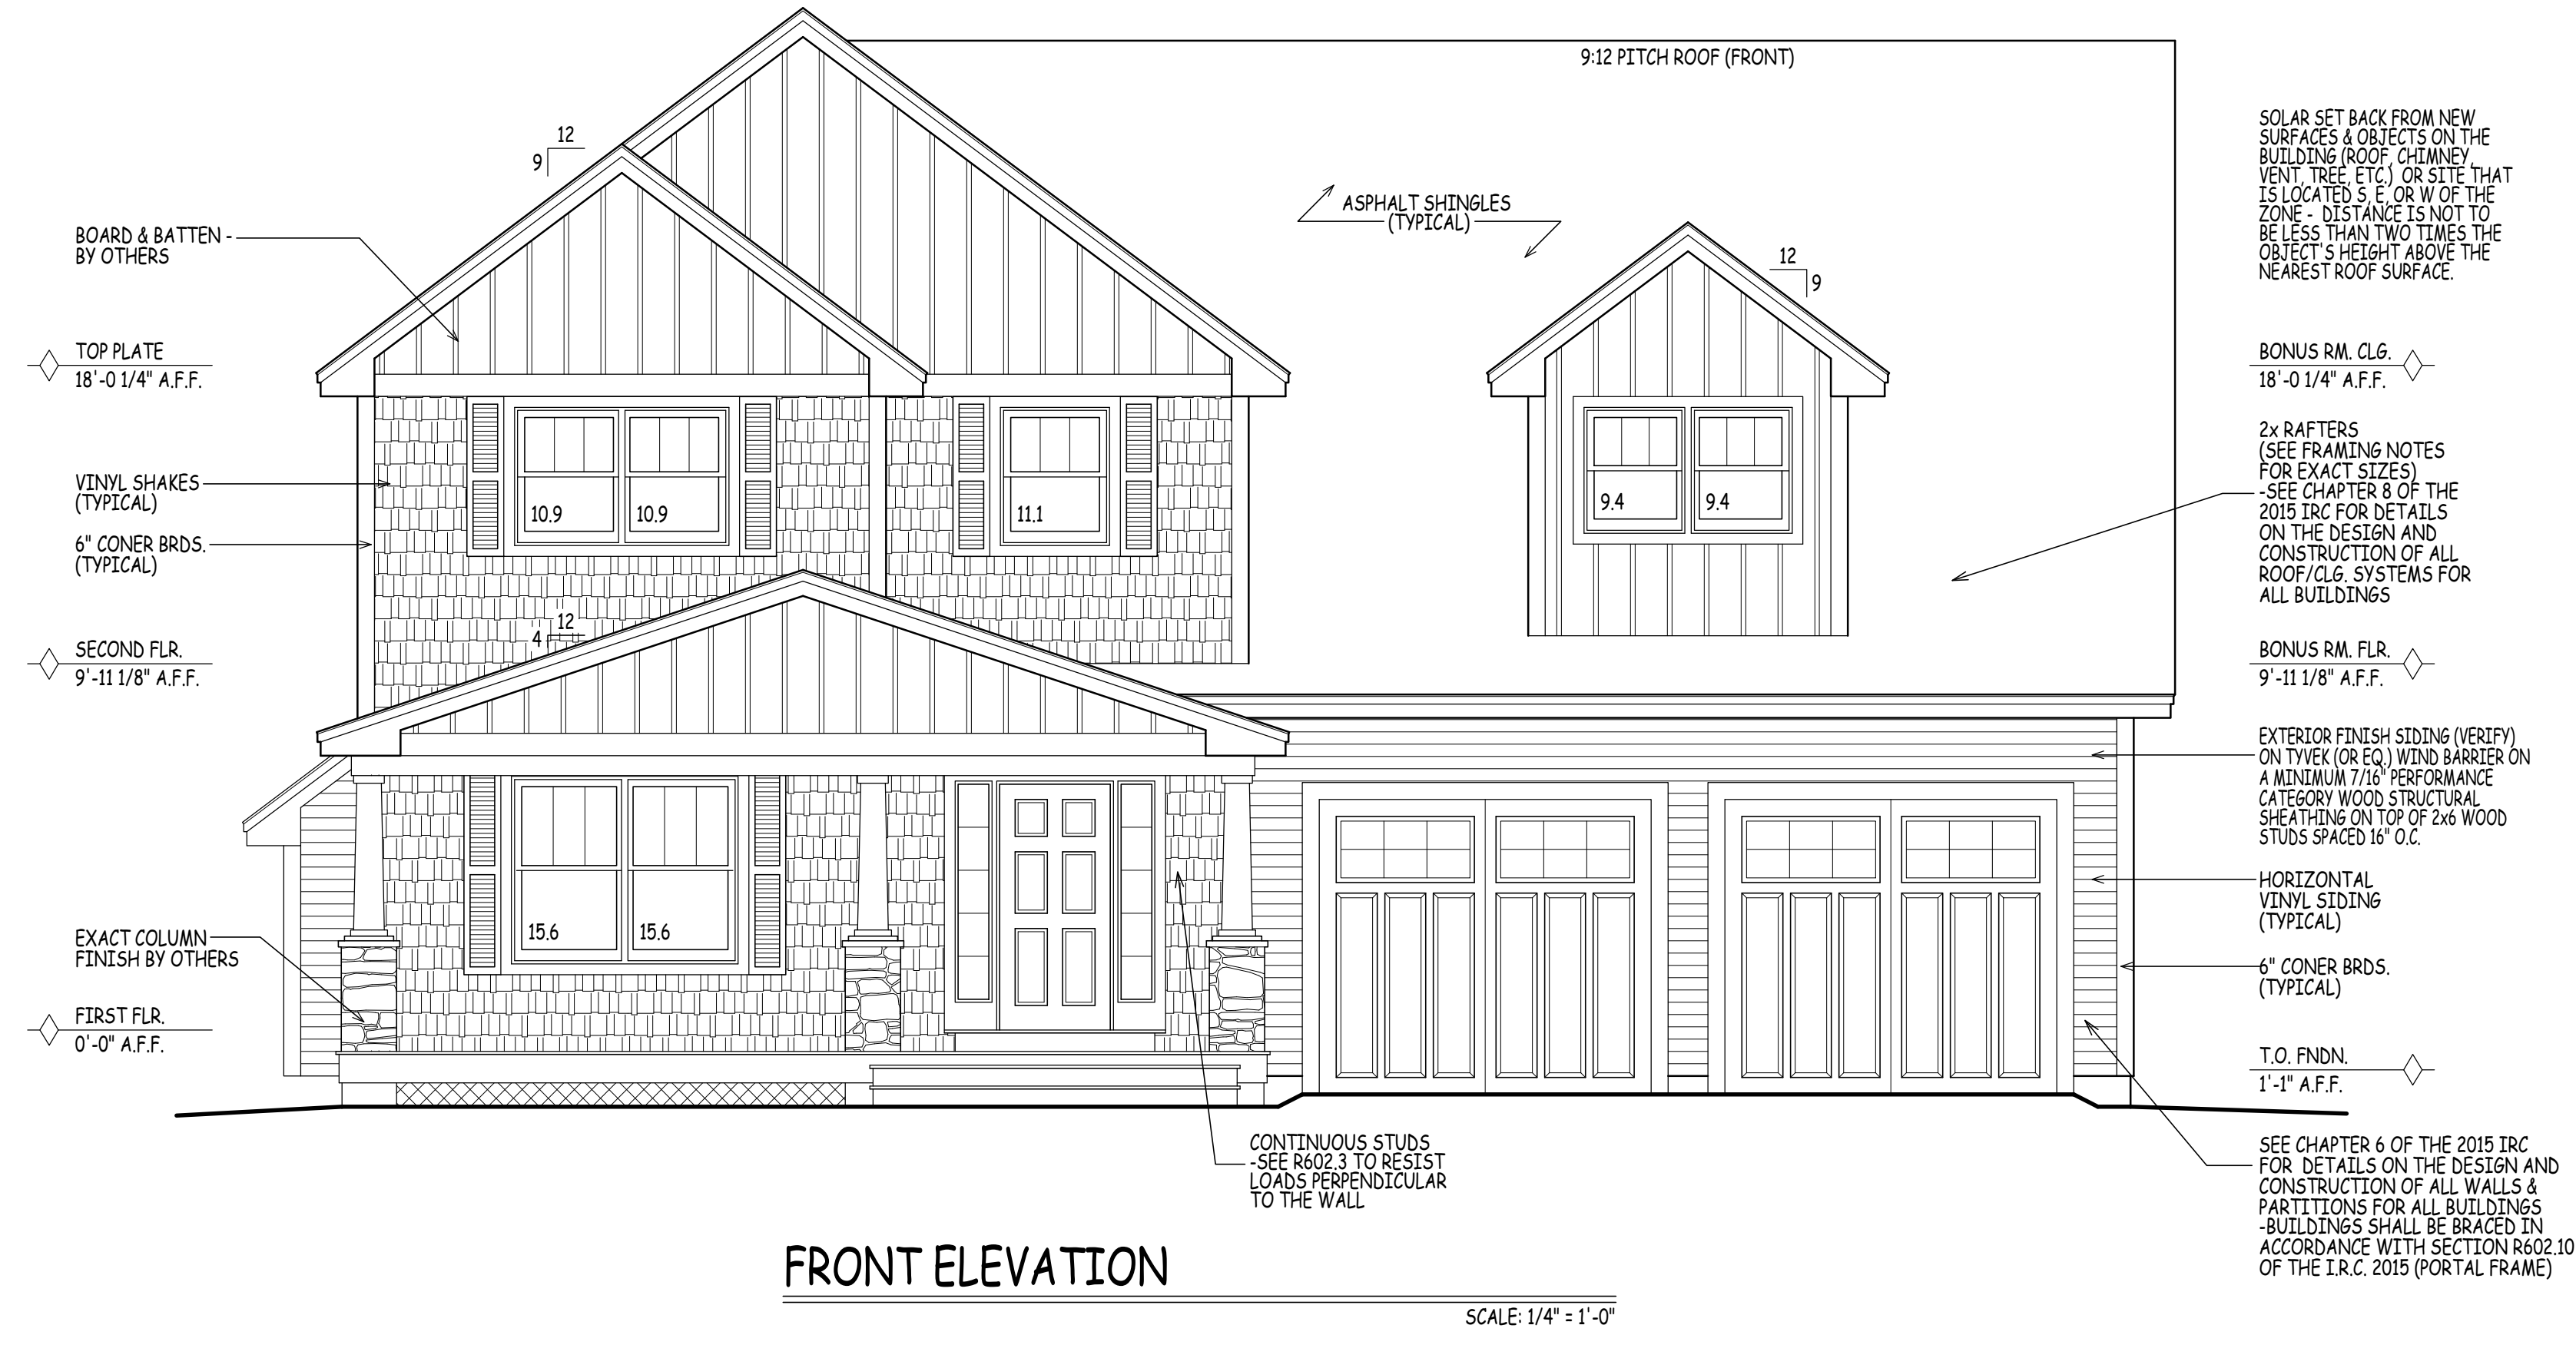 9:12 PITCH ROOF (FRONT)
12
9
ASPHALT SHINGLES
(TYPICAL)
12
9
BOARD & BATTEN -
BY OTHERS
TOP PLATE
18'-0 1/4" A.F.F.
VINYL SHAKES
(TYPICAL)
6" CONER BRDS.
(TYPICAL)
SECOND FLR.
9'-11 1/8" A.F.F.
EXACT COLUMN
FINISH BY OTHERS
FIRST FLR.
0'-0" A.F.F.
10.9
10.9
11.1
9.4
9.4
12
4
15.6
15.6
SOLAR SET BACK FROM NEW
SURFACES & OBJECTS ON THE
BUILDING (ROOF, CHIMNEY,
VENT, TREE, ETC.) OR SITE THAT
IS LOCATED S, E, OR W OF THE
ZONE - DISTANCE IS NOT TO
BE LESS THAN TWO TIMES THE
OBJECT'S HEIGHT ABOVE THE
NEAREST ROOF SURFACE.
BONUS RM. CLG.
18'-0 1/4" A.F.F.
2x RAFTERS
(SEE FRAMING NOTES
FOR EXACT SIZES)
-SEE CHAPTER 8 OF THE
2015 IRC FOR DETAILS
ON THE DESIGN AND
CONSTRUCTION OF ALL
ROOF/CLG. SYSTEMS FOR
ALL BUILDINGS
BONUS RM. FLR.
9'-11 1/8" A.F.F.
EXTERIOR FINISH SIDING (VERIFY)
ON TYVEK (OR EQ.) WIND BARRIER ON
A MINIMUM 7/16" PERFORMANCE
CATEGORY WOOD STRUCTURAL
SHEATHING ON TOP OF 2x6 WOOD
STUDS SPACED 16" O.C.
HORIZONTAL
VINYL SIDING
(TYPICAL)
6" CONER BRDS.
(TYPICAL)
T.O. FNDN.
1'-1" A.F.F.
SEE CHAPTER 6 OF THE 2015 IRC
FOR DETAILS ON THE DESIGN AND
CONSTRUCTION OF ALL WALLS &
PARTITIONS FOR ALL BUILDINGS
-BUILDINGS SHALL BE BRACED IN
ACCORDANCE WITH SECTION R602.10
OF THE I.R.C. 2015 (PORTAL FRAME)
CONTINUOUS STUDS
-SEE R602.3 TO RESIST
LOADS PERPENDICULAR
TO THE WALL
FRONT ELEVATION
SCALE: 1/4" = 1'-0"